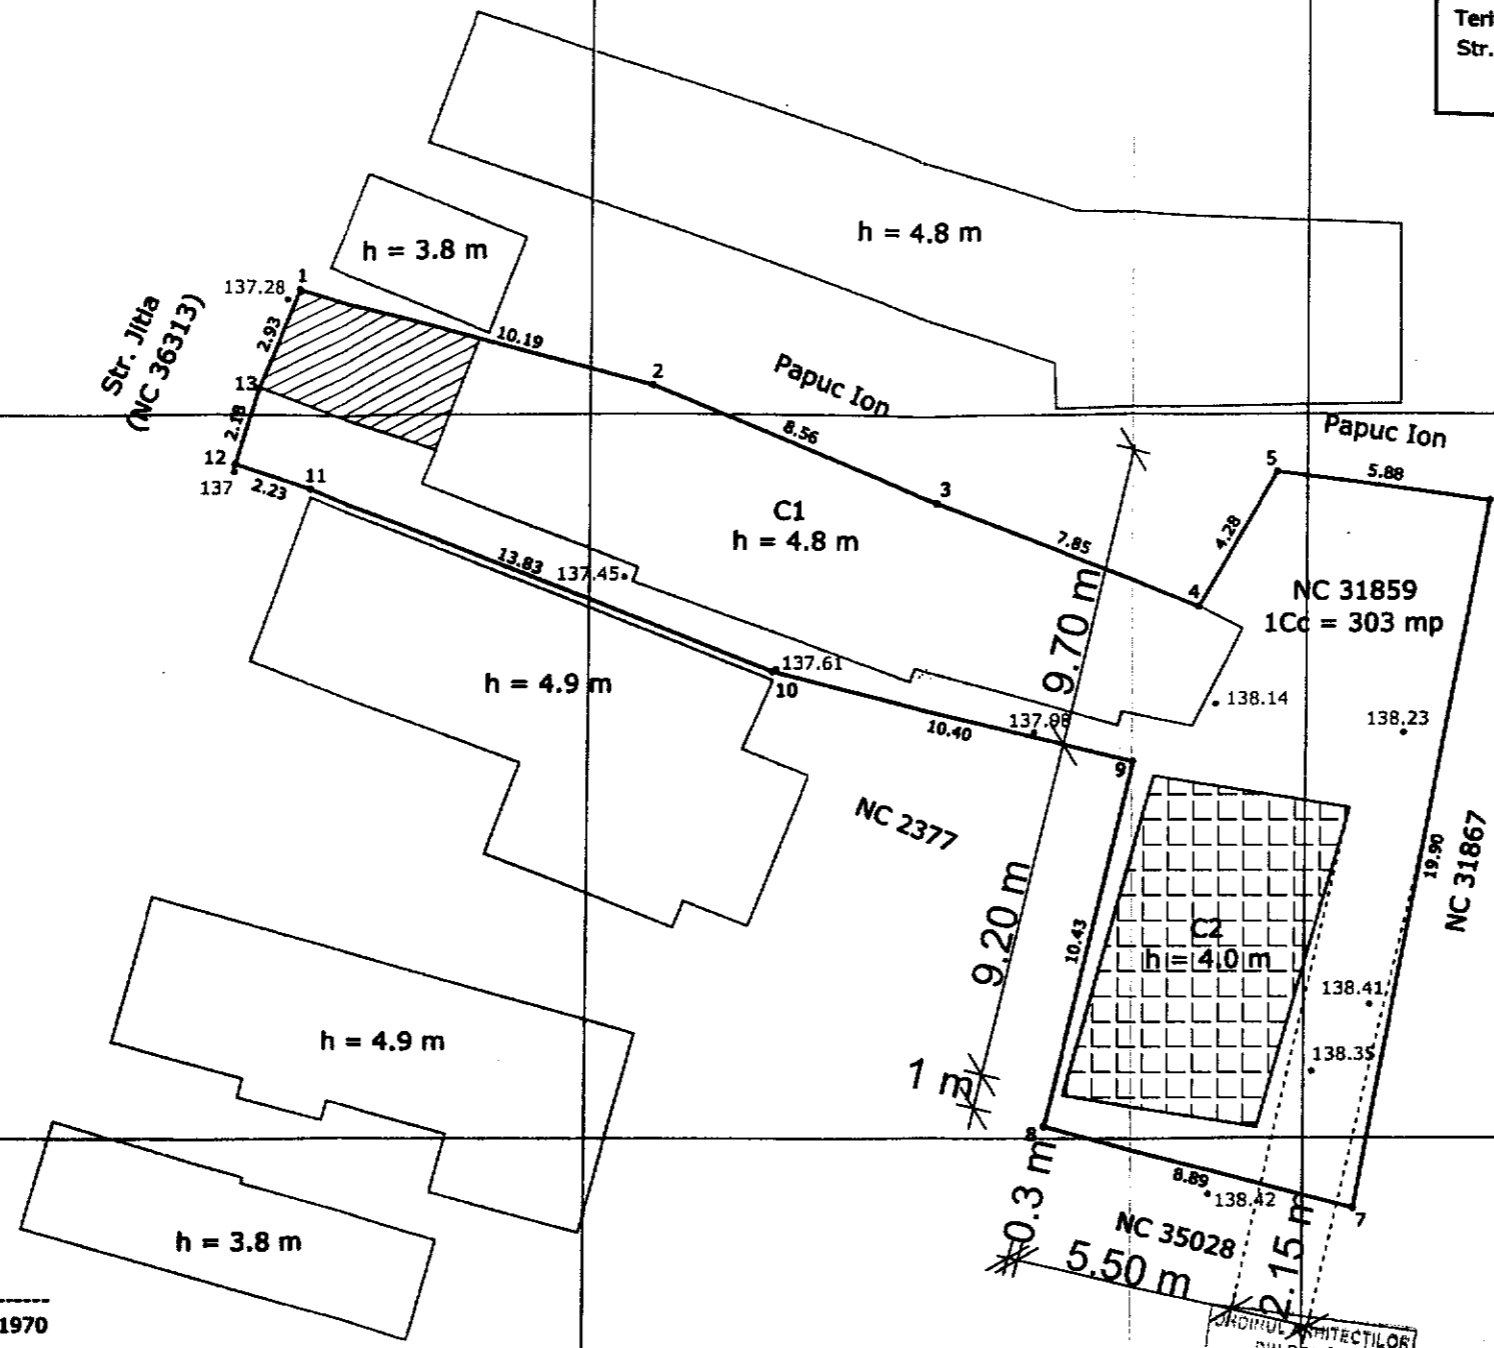 Str.
h = 4.8 m
h = 3.8 m
1
137.28
Str. Jitia
(NC 36313)
2.93
10.19
2
Papuc Ion
13
8.56
Papuc Ion
2.18
5
5.88
12
11
137
2.23
3
C1
h = 4.8 m
7.85
4.28
13.83
137.45
4
NC 31859
1Cc = 303 mp
9.70 m
137.61
h = 4.9 m
10
138.14
138.23
10.40
137.98
9
NC 2377
19.90
NC 31867
9.20 m
10.43
C2
h = 4.0 m
138.41
h = 4.9 m
138.35
1 m
8
8.89
138.42
7
0.3 m
NC 35028
h = 3.8 m
5.50 m
2.15 m
1970
ORDINUL ARHITECTILOR